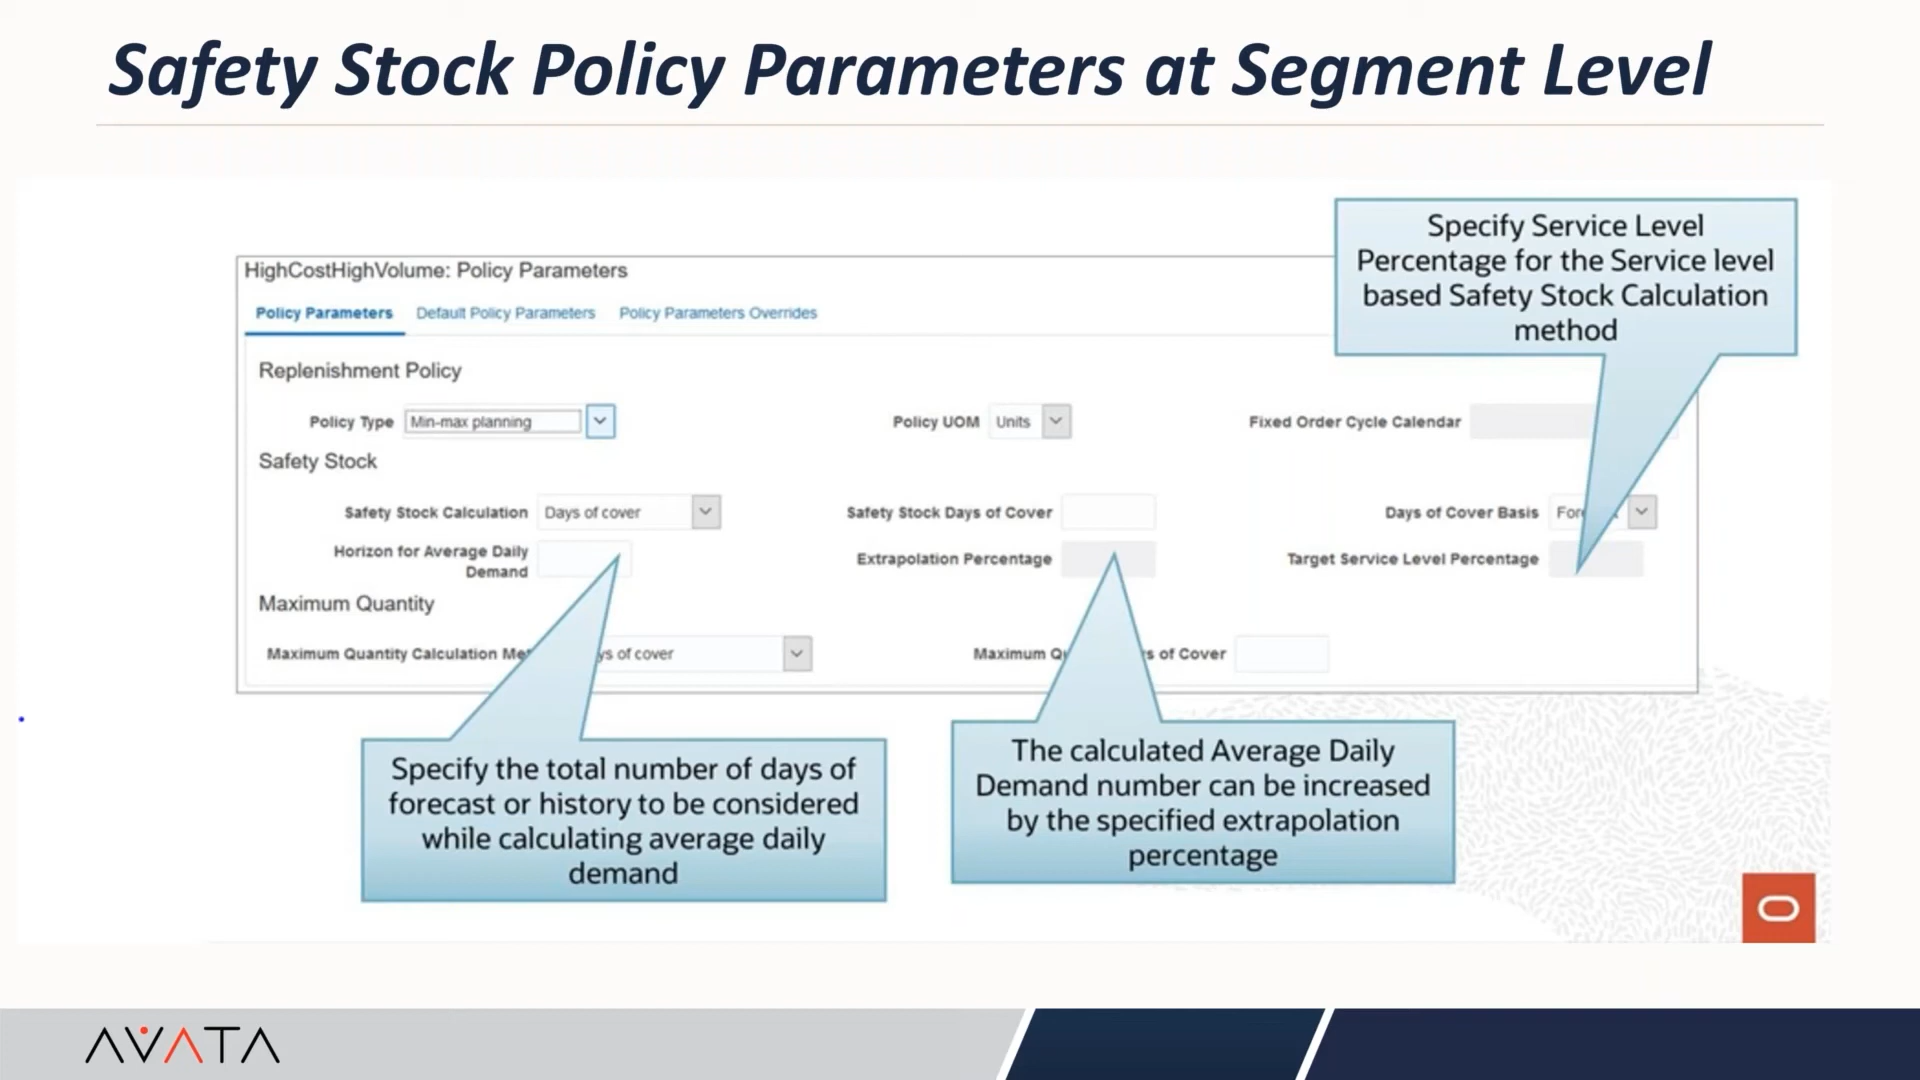 Safety Stock Policy Parameters at Segment Level
Specify Service Level
Percentage for the Service level
based Safety Stock Calculation
method
HighCostHighVolume: Policy Parameters
Policy Parameters Default Policy Parameters Policy Parameters Overrides
Replenishment Policy
Policy Type Min-max planning Policy UOM Units Fixed Order Cycle Calendar
Safety Stock
Safety Stock Calculation Days of cover Safety Stock Days of Cover Days of Cover Basis
Horizon for Average Daily
Demand Extrapolation Percentage Target Service Level Percentage
Maximum Quantity
Maximum Quantity Calculation of cover Maximum of Cover
Specify the total number of days of
forecast or history to be considered
while calculating average daily
demand
The calculated Average Daily
Demand number can be increased
by the specified extrapolation
percentage
AVATA